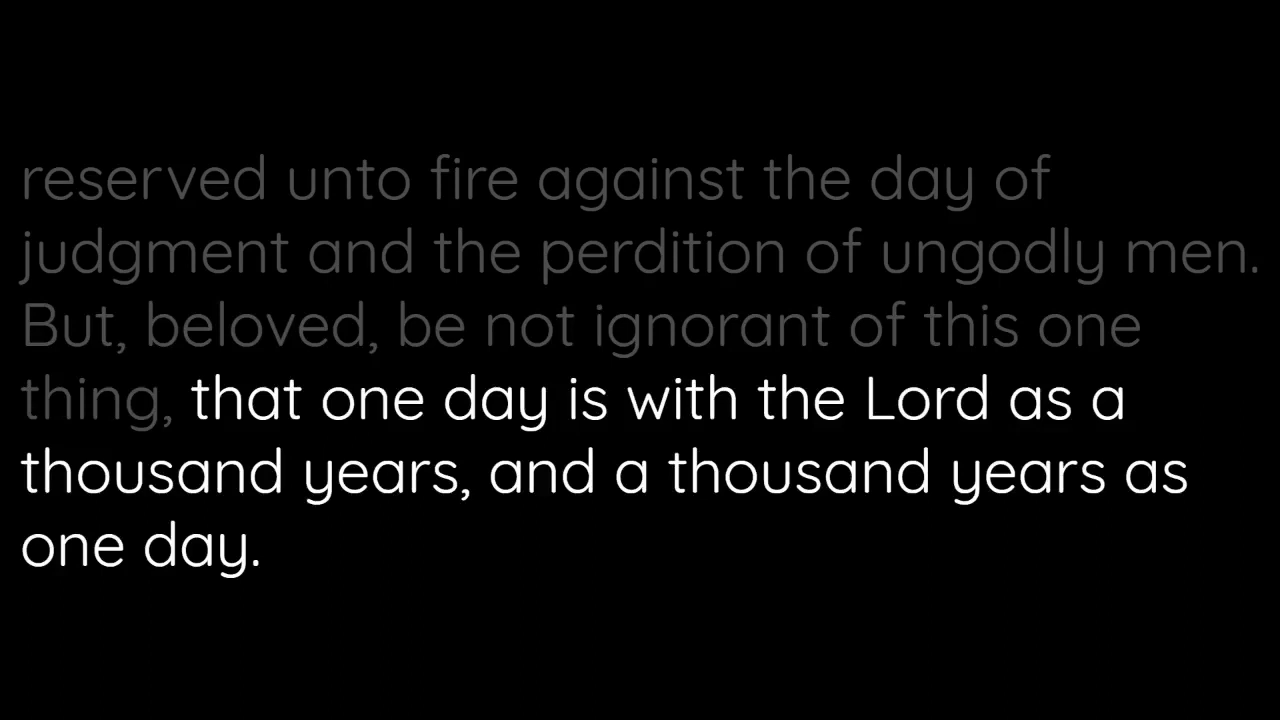 reserved unto fire against the day of
judgment and the perdition of ungodly men.
But, beloved, be not ignorant of this one
thing, that one day is with the Lord as a
thousand years, and a thousand years as
one day.